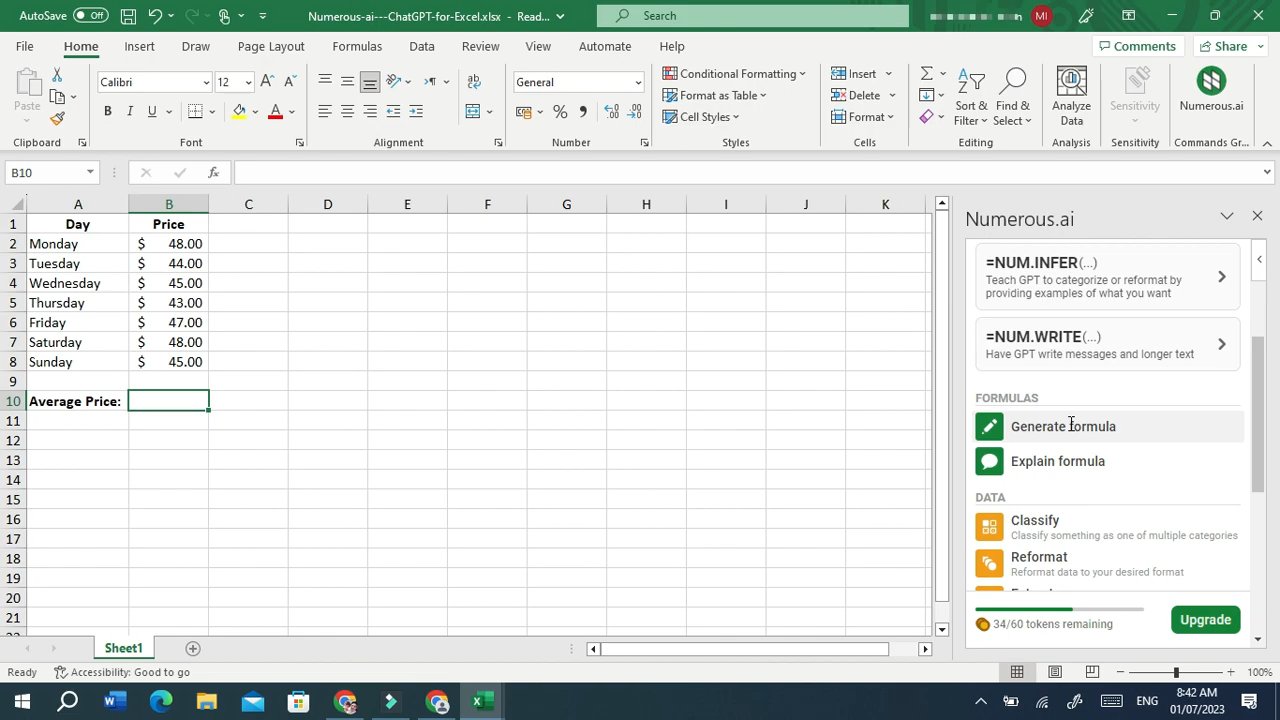 AutoSave Off
Numerous-ai---ChatGPT-for-Excel.xlsx - Read...
Search
MI
File Home Insert Draw Page Layout Formulas Data Review View Automate Help
Comments Share
Paste
Calibri 12
B I U A
General
Conditional Formatting
Format as Table
Cell Styles
Insert
Delete
Format
Sort & Filter
Find & Select
Analyze Data
Sensitivity
Numerous.ai
Clipboard Font Alignment Number Styles Cells Editing Analysis Sensitivity Commands Gr...
B10 fx
A B C D E F G H I J K
1 Day Price
2 Monday $ 48.00
3 Tuesday $ 44.00
4 Wednesday $ 45.00
5 Thursday $ 43.00
6 Friday $ 47.00
7 Saturday $ 48.00
8 Sunday $ 45.00
9
10 Average Price:
11
12
13
14
15
16
17
18
19
20
21
Numerous.ai
=NUM.INFER(...)
Teach GPT to categorize or reformat by
providing examples of what you want
=NUM.WRITE(...)
Have GPT write messages and longer text
FORMULAS
Generate formula
Explain formula
DATA
Classify
Classify something as one of multiple categories
Reformat
Reformat data to your desired format
34/60 tokens remaining
Upgrade
Sheet1
Ready Accessibility: Good to go 100%
ENG
8:42 AM
01/07/2023